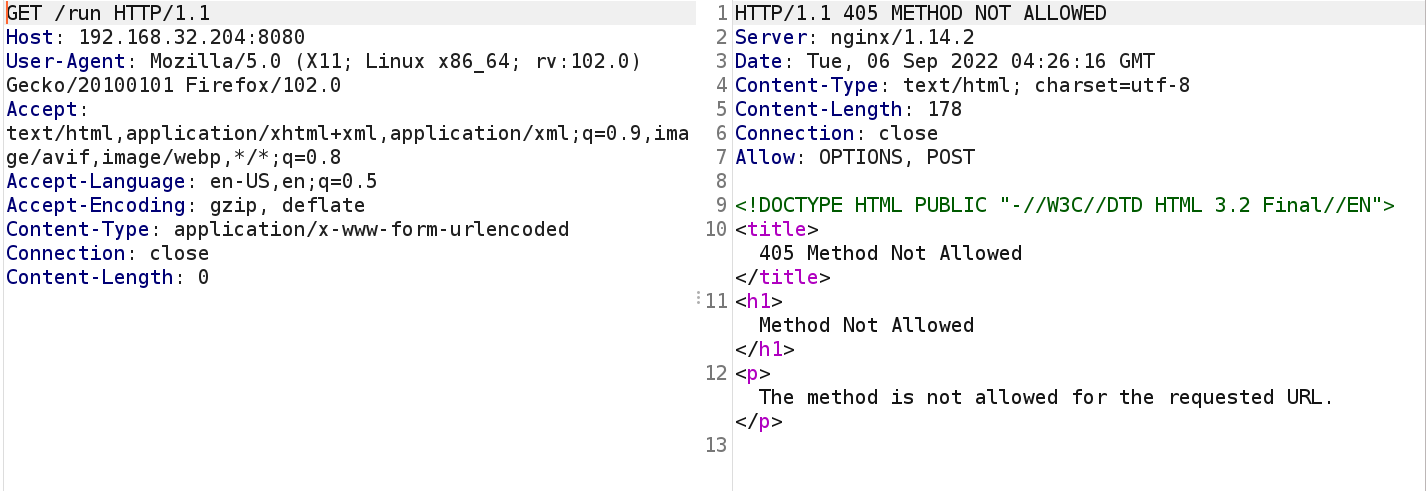 GET /run HTTP/1.1
Host: 192.168.32.204:8080
User-Agent: Mozilla/5.0 (X11; Linux x86_64; rv:102.0)
Gecko/20100101 Firefox/102.0
Accept:
text/html,application/xhtml+xml,application/xml;q=0.9,ima
ge/avif,image/webp,*/*;q=0.8
Accept-Language: en-US,en;q=0.5
Accept-Encoding: gzip, deflate
Content-Type: application/x-www-form-urlencoded
Connection: close
Content-Length: 0
1 HTTP/1.1 405 METHOD NOT ALLOWED
2 Server: nginx/1.14.2
3 Date: Tue, 06 Sep 2022 04:26:16 GMT
4 Content-Type: text/html; charset=utf-8
5 Content-Length: 178
6 Connection: close
7 Allow: OPTIONS, POST
8
9 <!DOCTYPE HTML PUBLIC "-//W3C//DTD HTML 3.2 Final//EN">
10 <title>
405 Method Not Allowed
</title>
11 <h1>
Method Not Allowed
</h1>
12 <p>
The method is not allowed for the requested URL.
</p>
13